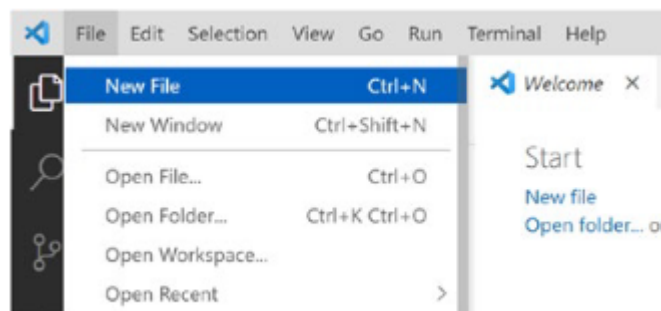 File Edit Selection View Go Run Terminal Help
New File Ctrl+N
New Window Ctrl+Shift+N
Open File... Ctrl+O
Open Folder... Ctrl+K Ctrl+O
Open Workspace...
Open Recent
Welcome
Start
New file
Open folder...